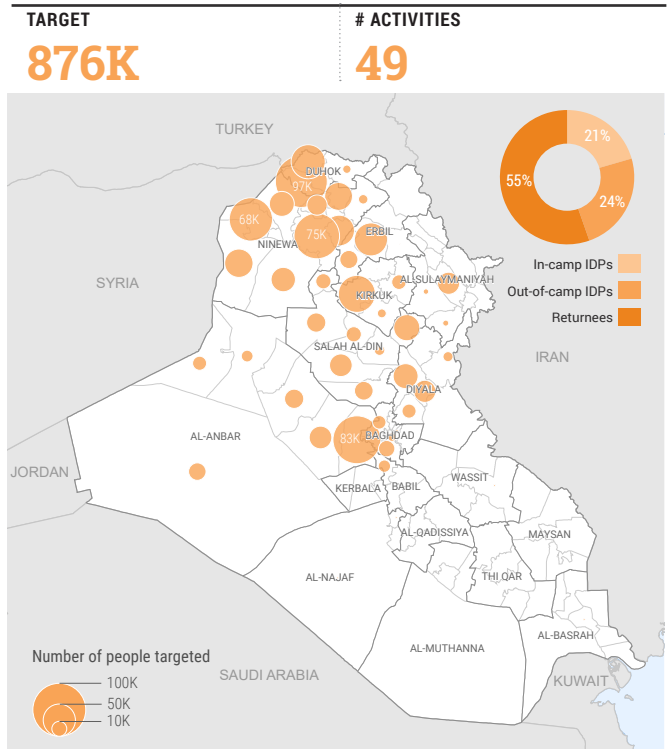 TARGET
876K
# ACTIVITIES
49
TURKEY
21%
55%
24%
In-camp IDPs
Out-of-camp IDPs
Returnees
DUHOK
97K
68K
75K
NINEWA
ERBIL
SYRIA
AL-SULAYMANIYAH
KIRKUK
SALAH AL-DIN
IRAN
DIYALA
AL-ANBAR
83K
BAGHDAD
JORDAN
KERBALA
BABIL
WASSIT
AL-QADISSIYA
MAYSAN
AL-NAJAF
THI QAR
AL-MUTHANNA
AL-BASRAH
Number of people targeted
100K
50K
10K
SAUDI ARABIA
KUWAIT